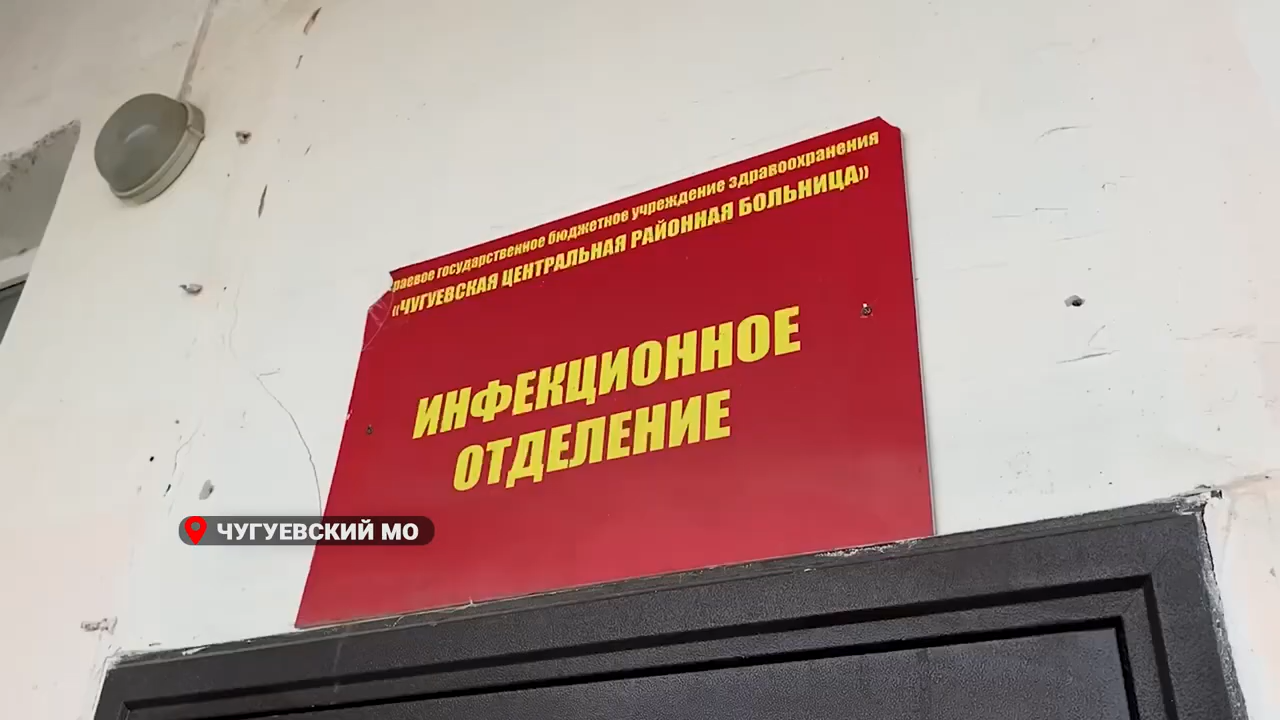 раевое государственное бюджетное учреждение здравоохранения
«ЧУГУЕВСКАЯ ЦЕНТРАЛЬНАЯ РАЙОННАЯ БОЛЬНИЦА»
ИНФЕКЦИОННОЕ
ОТДЕЛЕНИЕ
ЧУГУЕВСКИЙ МО